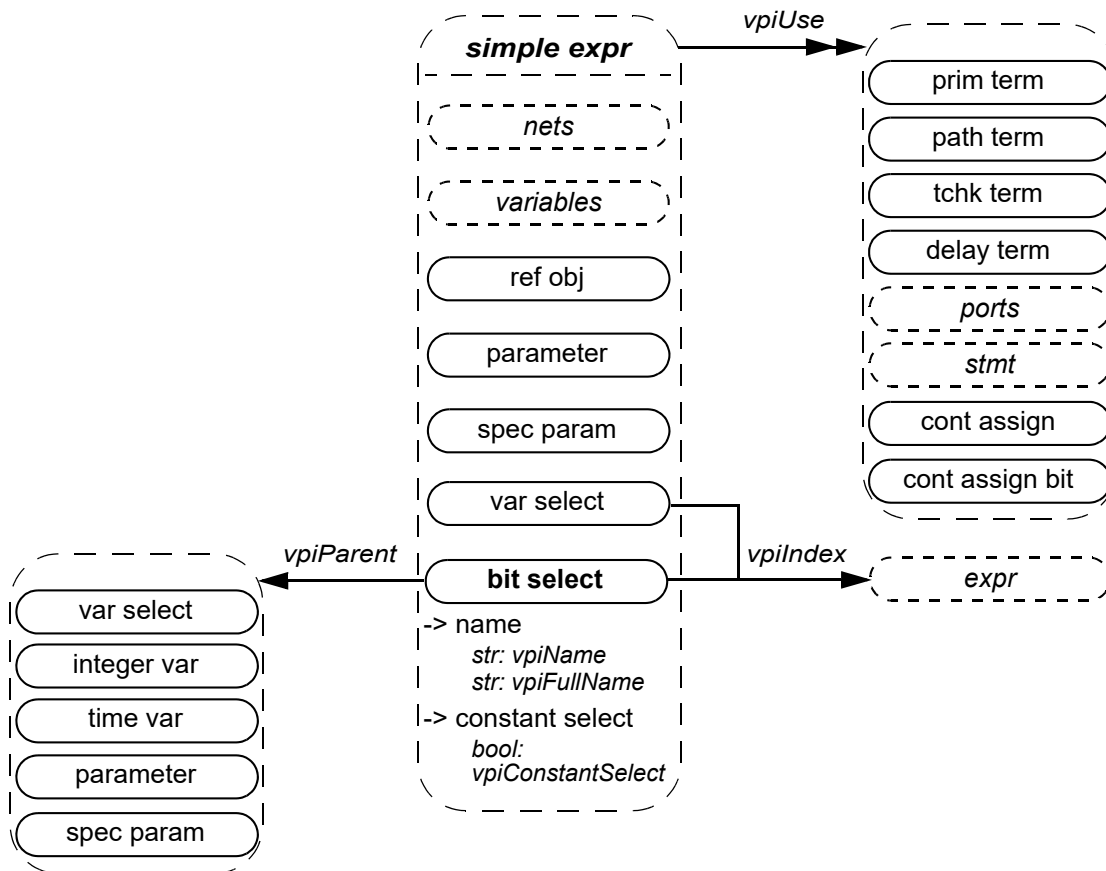 simple expr
vpiUse
nets
variables
ref obj
parameter
spec param
var select
bit select
-> name
str: vpiName
str: vpiFullName
-> constant select
bool:
vpiConstantSelect
prim term
path term
tchk term
delay term
ports
stmt
cont assign
cont assign bit
vpiParent
vpiIndex
expr
var select
integer var
time var
parameter
spec param